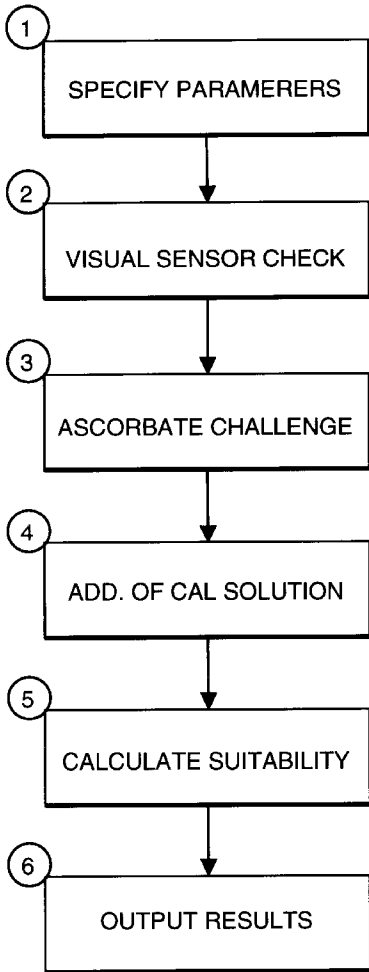 1
SPECIFY PARAMERERS
2
VISUAL SENSOR CHECK
3
ASCORBATE CHALLENGE
4
ADD. OF CAL SOLUTION
5
CALCULATE SUITABILITY
6
OUTPUT RESULTS